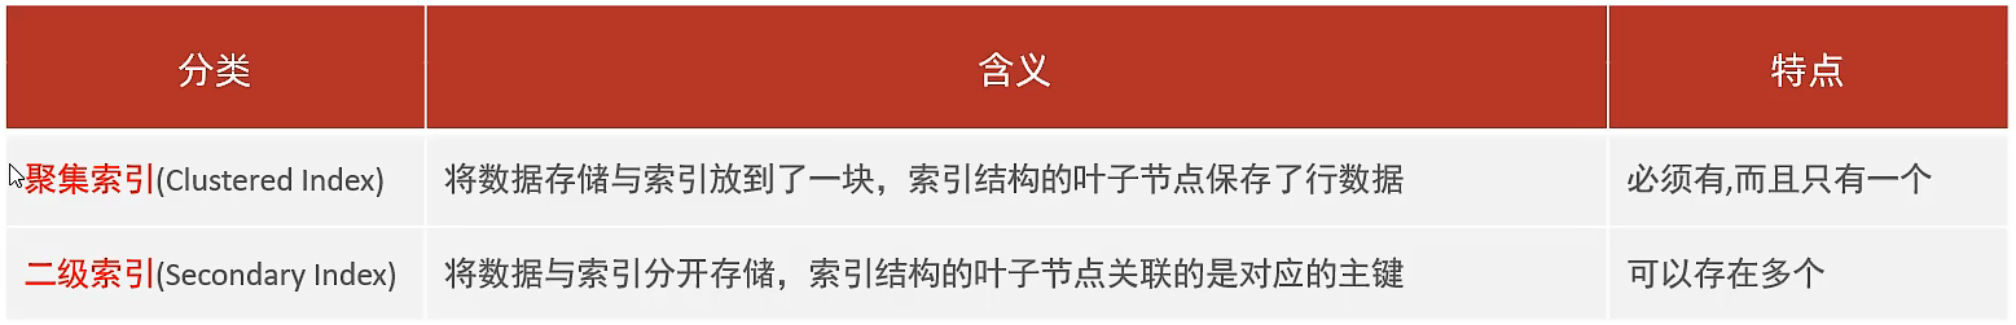 分类 含义 特点
聚集索引(Clustered Index) 将数据存储与索引放到了一块，索引结构的叶子节点保存了行数据 必须有,而且只有一个
二级索引(Secondary Index) 将数据与索引分开存储，索引结构的叶子节点关联的是对应的主键 可以存在多个